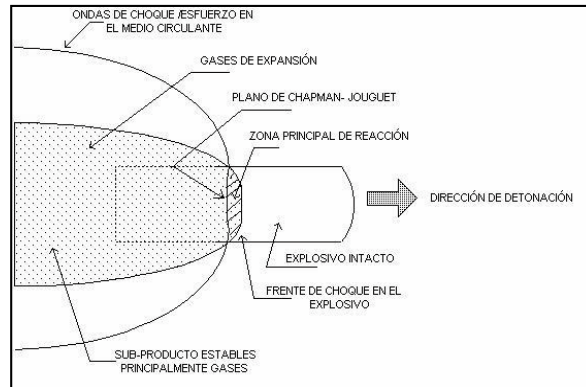 ONDAS DE CHOQUE /ESFUERZO EN
EL MEDIO CIRCULANTE
GASES DE EXPANSIÓN
PLANO DE CHAPMAN- JOUGUET
ZONA PRINCIPAL DE REACCIÓN
DIRECCIÓN DE DETONACIÓN
EXPLOSIVO INTACTO
FRENTE DE CHOQUE EN EL
EXPLOSIVO
SUB-PRODUCTO ESTABLES
PRINCIPALMENTE GASES